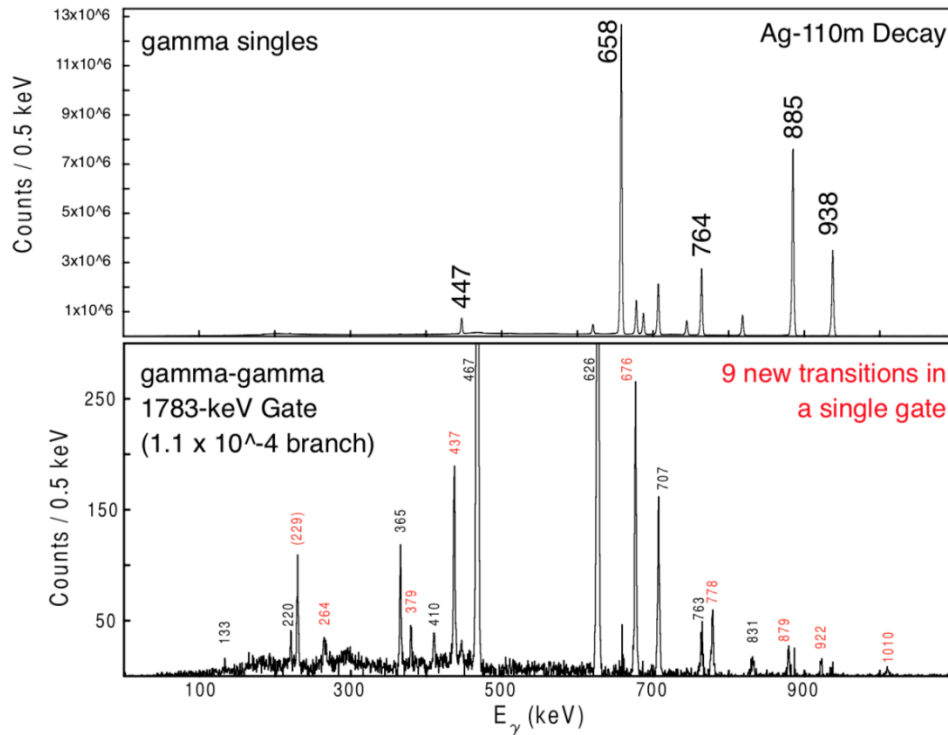 gamma singles
Ag-110m Decay
Counts / 0.5 keV
13x10^6
11x10^6
9x10^6
7x10^6
5x10^6
3x10^6
1x10^6
447
658
764
885
938
gamma-gamma
1783-keV Gate
(1.1 x 10^-4 branch)
9 new transitions in
a single gate
Counts / 0.5 keV
250
150
50
133
220
(229)
264
365
379
410
437
467
626
676
707
763
778
831
879
922
1010
100
300
500
700
900
Eγ (keV)